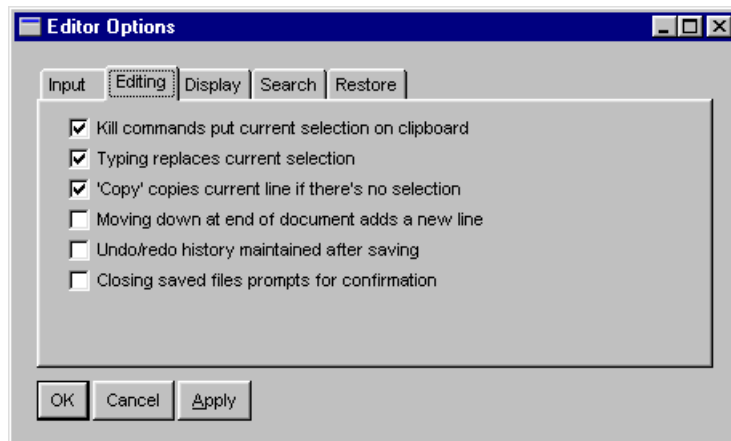 Editor Options
Input Editing Display Search Restore
Kill commands put current selection on clipboard
Typing replaces current selection
'Copy' copies current line if there's no selection
Moving down at end of document adds a new line
Undo/redo history maintained after saving
Closing saved files prompts for confirmation
OK Cancel Apply